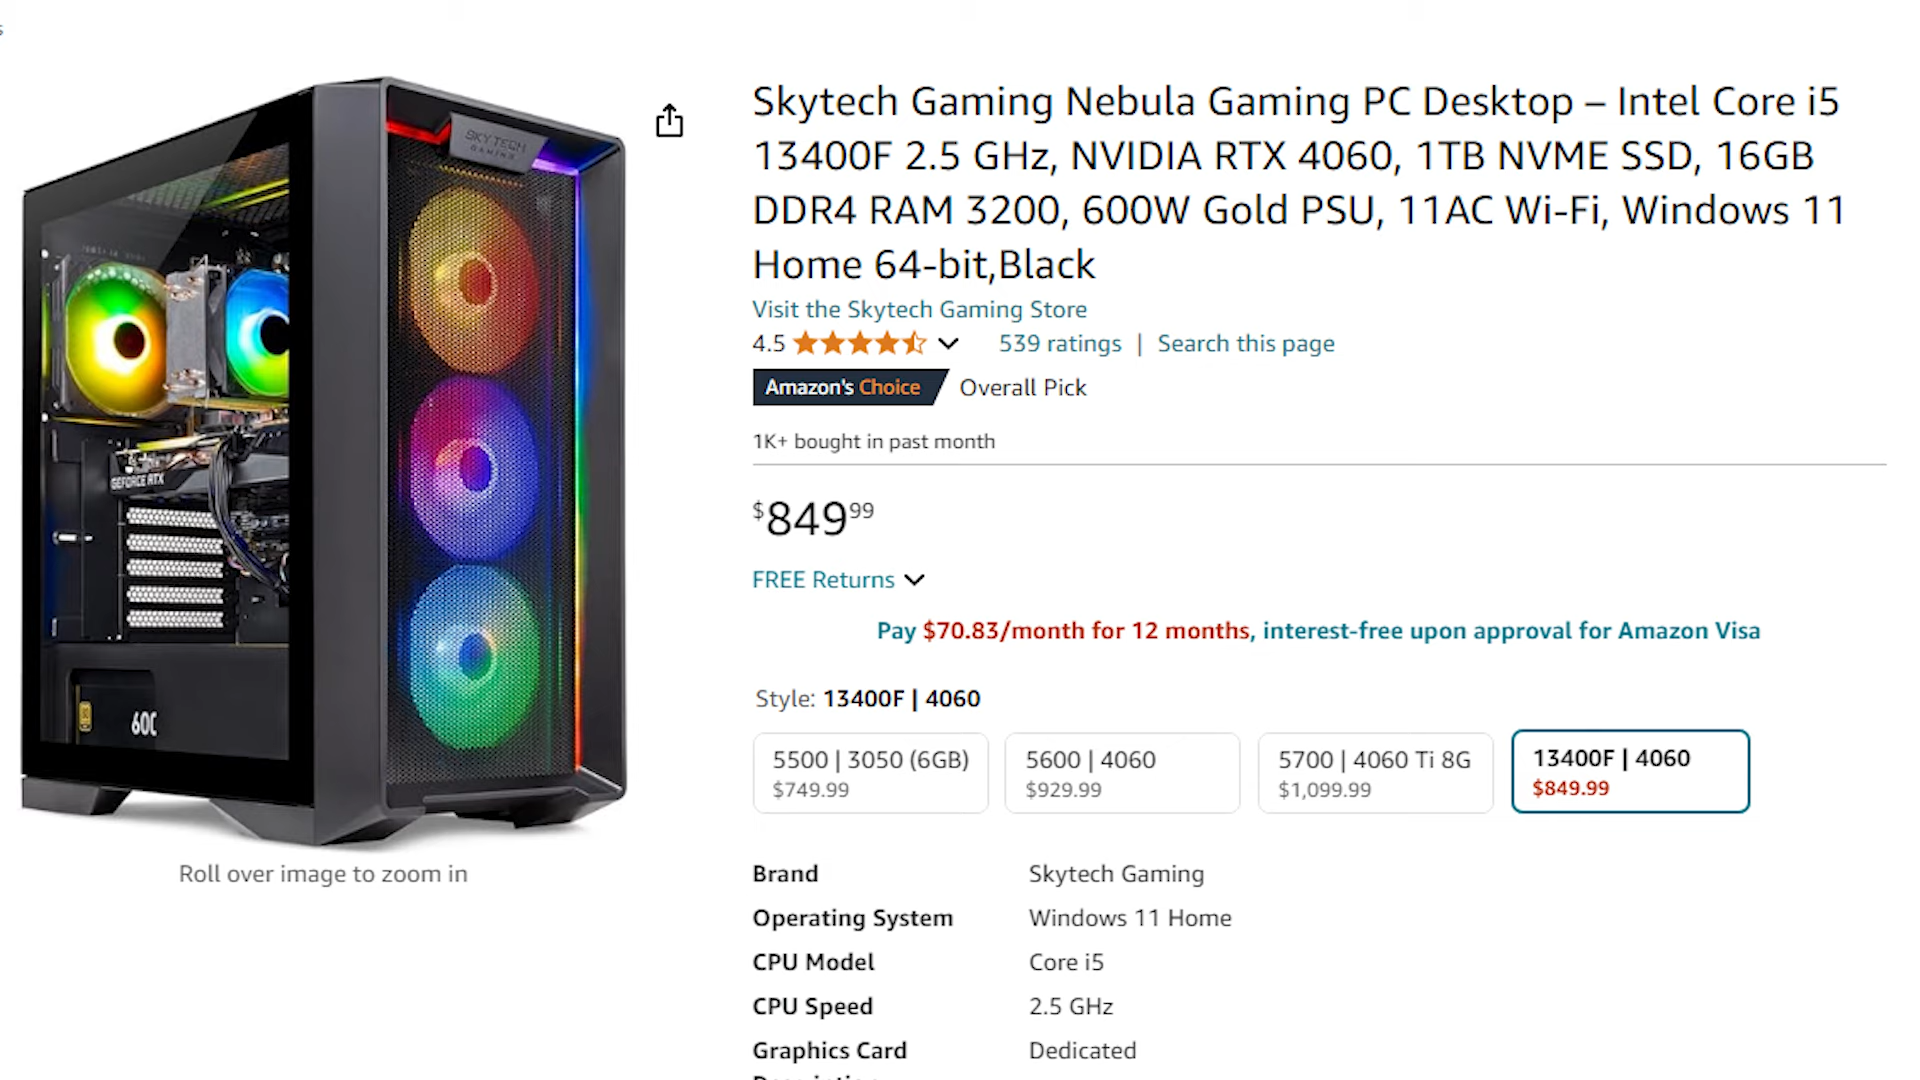 SKYTECH
GAMING
GEFORCE RTX
600
Roll over image to zoom in
Skytech Gaming Nebula Gaming PC Desktop – Intel Core i5
13400F 2.5 GHz, NVIDIA RTX 4060, 1TB NVME SSD, 16GB
DDR4 RAM 3200, 600W Gold PSU, 11AC Wi-Fi, Windows 11
Home 64-bit,Black
Visit the Skytech Gaming Store
4.5 539 ratings | Search this page
Amazon's Choice Overall Pick
1K+ bought in past month
$849.99
FREE Returns
Pay $70.83/month for 12 months, interest-free upon approval for Amazon Visa
Style: 13400F | 4060
5500 | 3050 (6GB) 5600 | 4060 5700 | 4060 Ti 8G 13400F | 4060
$749.99 $929.99 $1,099.99 $849.99
Brand Skytech Gaming
Operating System Windows 11 Home
CPU Model Core i5
CPU Speed 2.5 GHz
Graphics Card Dedicated